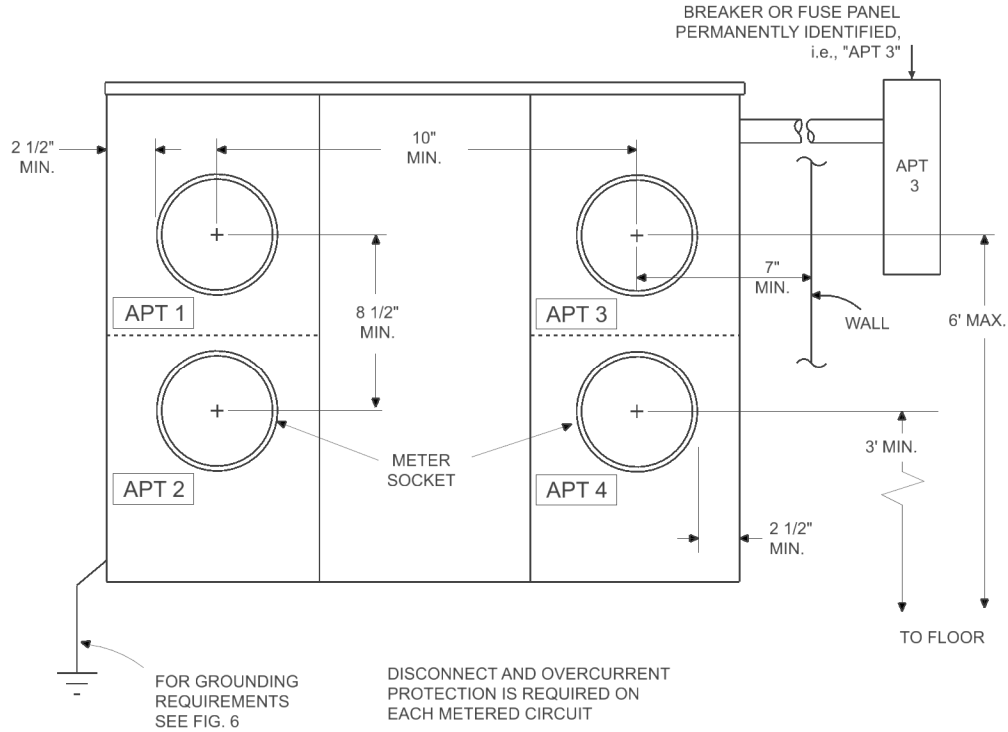 BREAKER OR FUSE PANEL
PERMANENTLY IDENTIFIED,
i.e., "APT 3"
2 1/2"
MIN.
10"
MIN.
APT
3
APT 1
8 1/2"
MIN.
APT 3
7"
MIN.
WALL
6' MAX.
APT 2
METER
SOCKET
APT 4
3' MIN.
2 1/2"
MIN.
TO FLOOR
FOR GROUNDING
REQUIREMENTS
SEE FIG. 6
DISCONNECT AND OVERCURRENT
PROTECTION IS REQUIRED ON
EACH METERED CIRCUIT